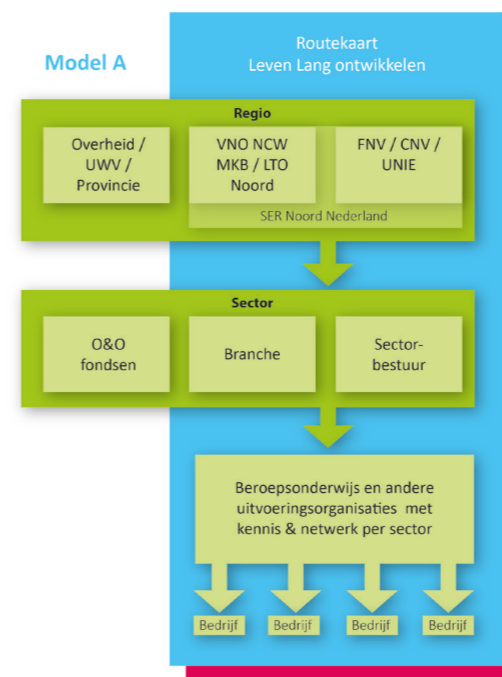 Model A
Routekaart
Leven Lang ontwikkelen
Regio
Overheid /
UWV /
Provincie
VNO NCW
MKB / LTO
Noord
FNV / CNV /
UNIE
SER Noord Nederland
Sector
O&O
fondsen
Branche
Sector-
bestuur
Beroepsonderwijs en andere
uitvoeringsorganisaties met
kennis & netwerk per sector
Bedrijf
Bedrijf
Bedrijf
Bedrijf